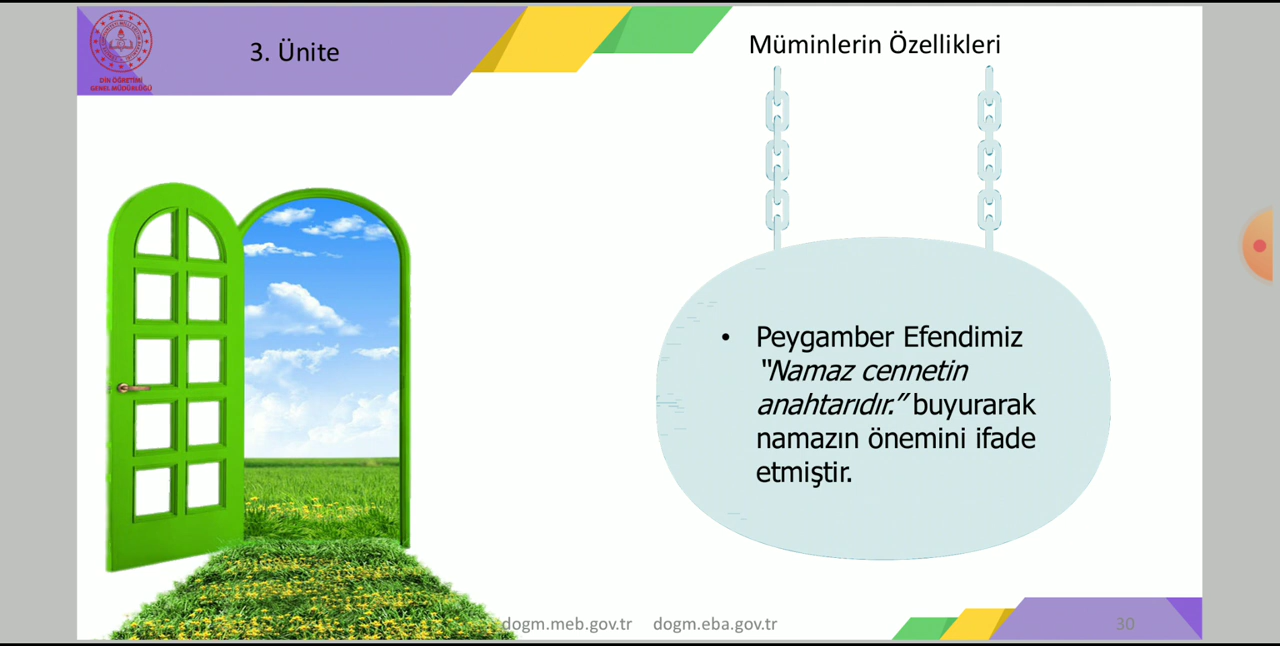 3. Ünite
Müminlerin Özellikleri
DİN ÖĞRETİMİ
GENEL MÜDÜRLÜĞÜ
• Peygamber Efendimiz
"Namaz cennetin
anahtarıdır." buyurarak
namazın önemini ifade
etmiştir.
dogm.meb.gov.tr dogm.eba.gov.tr
30